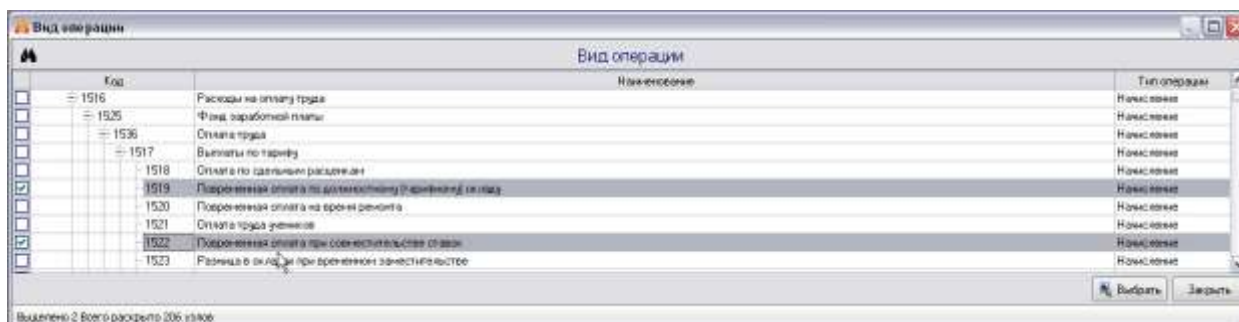 Вид операции
Вид операции
Код Наименование Тип операции
1516 Расходы на оплату труда Начисление
1525 Фонд заработной платы Начисление
1536 Оплата труда Начисление
1517 Выплаты по тарифу Начисление
1518 Оплата по сдельным расценкам Начисление
1519 Повременная оплата по должностному (тарифному) окладу Начисление
1520 Повременная оплата на время ремонта Начисление
1521 Оплата труда учеников Начисление
1522 Повременная оплата при совместительстве ставок Начисление
1523 Разница в окладах при временном заместительстве Начисление
Выбрать Закрыть
Выделено 2 Всего раскрыто 206 узлов